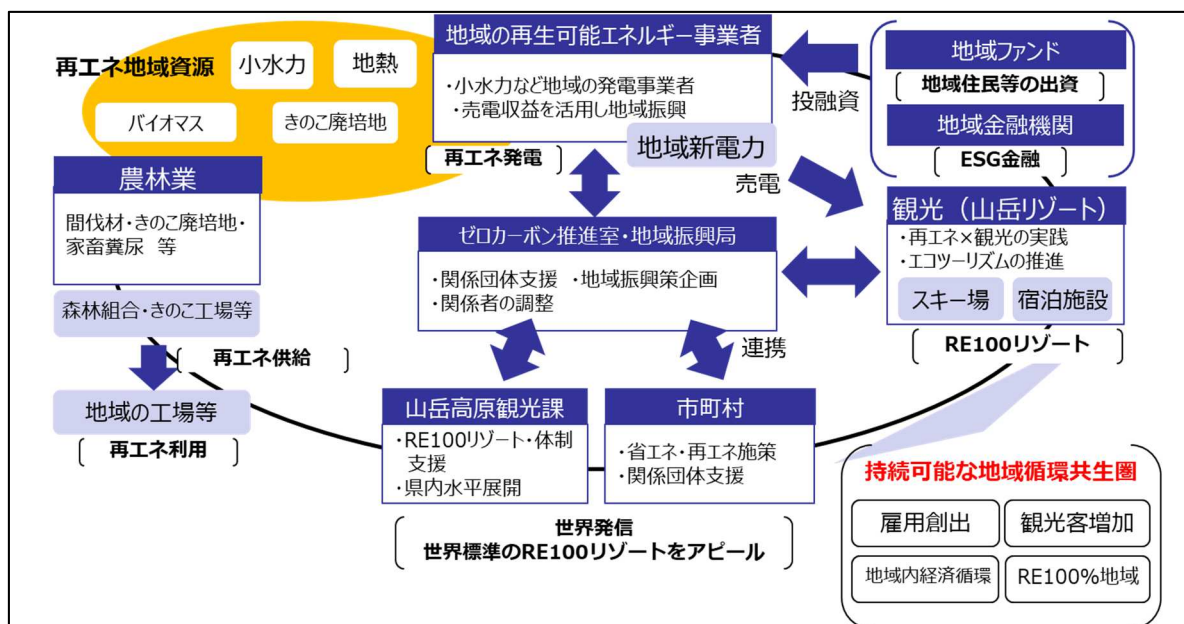 再エネ地域資源
小水力
地熱
バイオマス
きのこ廃培地
地域の再生可能エネルギー事業者
・小水力など地域の発電事業者
・売電収益を活用し地域振興
地域新電力
再エネ発電
投融資
売電
地域ファンド
地域住民等の出資
地域金融機関
ESG金融
農林業
間伐材・きのこ廃培地・
家畜糞尿 等
森林組合・きのこ工場等
再エネ供給
地域の工場等
再エネ利用
ゼロカーボン推進室・地域振興局
・関係団体支援 ・地域振興策企画
・関係者の調整
観光（山岳リゾート）
・再エネ×観光の実践
・エコツーリズムの推進
スキー場
宿泊施設
RE100リゾート
連携
山岳高原観光課
・RE100リゾート・体制
支援
・県内水平展開
市町村
・省エネ・再エネ施策
・関係団体支援
世界発信
世界標準のRE100リゾートをアピール
持続可能な地域循環共生圏
雇用創出
観光客増加
地域内経済循環
RE100%地域